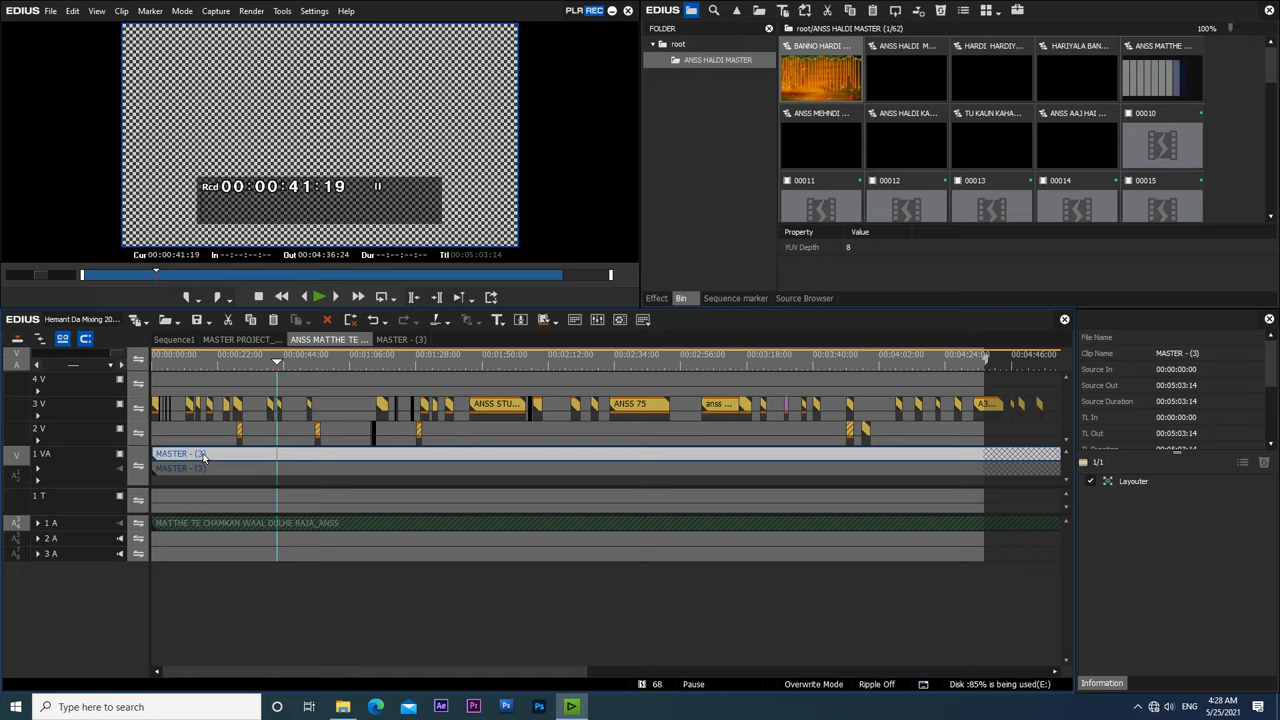 EDIUS File Edit View Clip Marker Mode Capture Render Tools Settings Help PLR REC
EDIUS
FOLDER
root
ANSS HALDI MASTER
root/ANSS HALDI MASTER (1/62) 100%
BANNO HARDI ... ANSS HALDI M... HARDI HARDIY... HARIYALA BAN... ANSS MATTHE ...
ANSS MEHNDI ... ANSS HALDI KA... TU KAUN KAHA... ANSS AAJ HAI ... 00010
00011 00012 00013 00014 00015
Property Value
YUV Depth 8
Effect Bin Sequence marker Source Browser
Rcd 00:00:41:19
Cur 00:00:41:19 In --:--:--:-- Out 00:04:36:24 Dur --:--:--:-- Ttl 00:05:03:14
Hemant Da Mixing 20...
Sequence1 MASTER PROJECT_... ANSS MATTHE TE ... MASTER - (3)
V
A
00:00:00:00 00:00:22:00 00:00:44:00 00:01:06:00 00:01:28:00 00:01:50:00 00:02:12:00 00:02:34:00 00:02:56:00 00:03:18:00 00:03:40:00 00:04:02:00 00:04:24:00 00:04:46:00
4 V
3 V ANSS STU... ANSS 75 anss ... A3...
2 V
V 1 VA MASTER - (3)
MASTER - (3)
1 T
1 A MATTHE TE CHAMKAN WAAL DULHE RAJA_ANSS
2 A
3 A
File Name
Clip Name MASTER - (3)
Source In 00:00:00:00
Source Out 00:05:03:14
Source Duration 00:05:03:14
TL In 00:00:00:00
TL Out 00:05:03:14
1/1
Layouter
Information
68 Pause Overwrite Mode Ripple Off Disk :85% is being used(E:)
Type here to search
Ae Pr Ps Ps
ENG 4:28 AM
5/25/2021